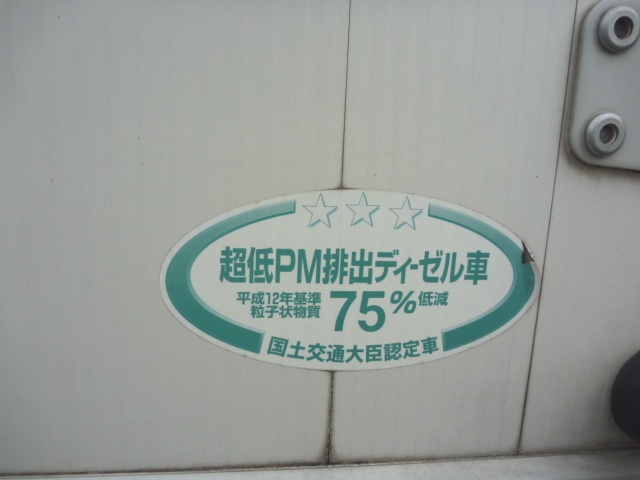 ☆☆☆
超低PM排出ディーゼル車
平成12年基準
粒子状物質
75%低減
国土交通大臣認定車